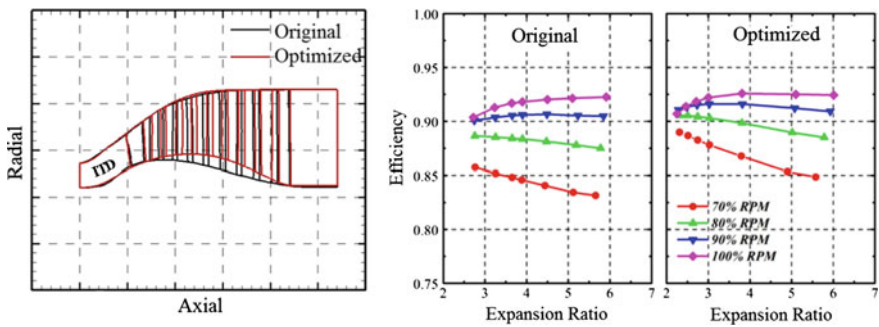 Original
Optimized
ITD
Radial
Axial
Original
Optimized
1.00
0.95
0.90
0.85
0.80
0.75
Efficiency
70% RPM
80% RPM
90% RPM
100% RPM
2 3 4 5 6 7
2 3 4 5 6 7
Expansion Ratio
Expansion Ratio